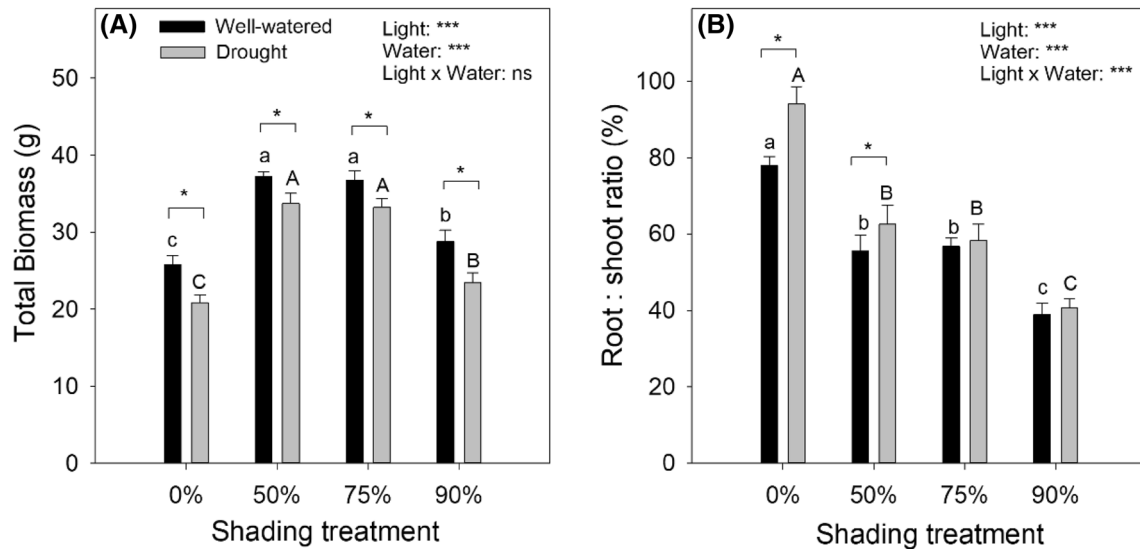 (A)
Well-watered
Drought
Light: ***
Water: ***
Light x Water: ns
Total Biomass (g)
50
40
30
20
10
0
*
*
*
*
c
C
a
A
a
A
b
B
0%
50%
75%
90%
Shading treatment
(B)
Light: ***
Water: ***
Light x Water: ***
Root : shoot ratio (%)
100
80
60
40
20
0
*
*
a
A
b
B
b
B
c
C
0%
50%
75%
90%
Shading treatment